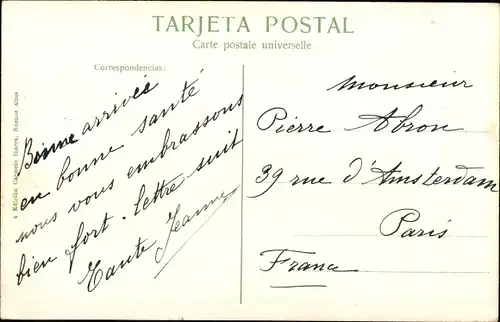 TARJETA POSTAL
Carte postale universelle
Correspondencias:
Bonne arrivée
en bonne santé
nous vous embrassons
bien fort. Lettre suit
Tante Jeanne
Monsieur
Pierre Abron
39 rue d'Amsterdam
Paris
France